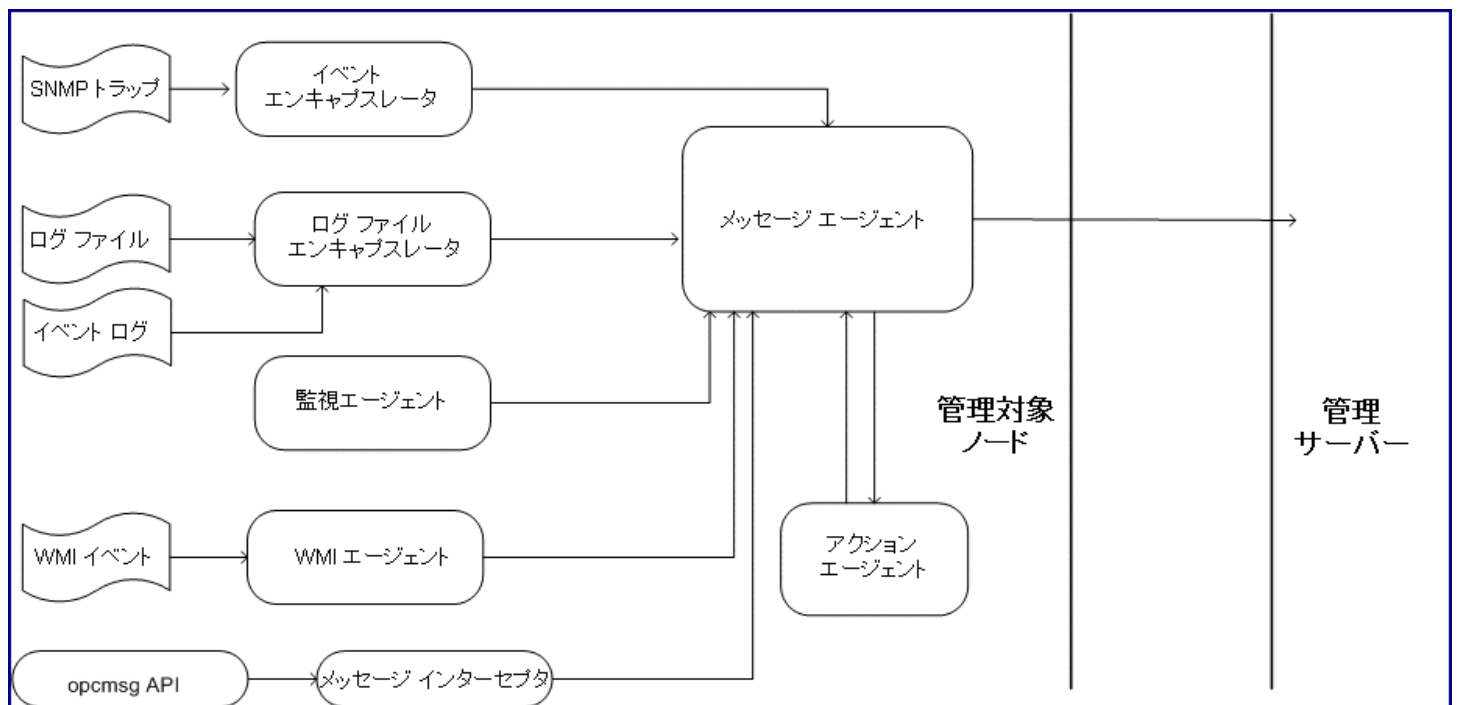 SNMP トラップ
イベント
エンキャプスレータ
ログ ファイル
ログ ファイル
エンキャプスレータ
メッセージ エージェント
イベント ログ
監視エージェント
管理対象
ノード
管理
サーバー
WMI イベント
WMI エージェント
アクション
エージェント
opcmsg API
メッセージ インターセプタ